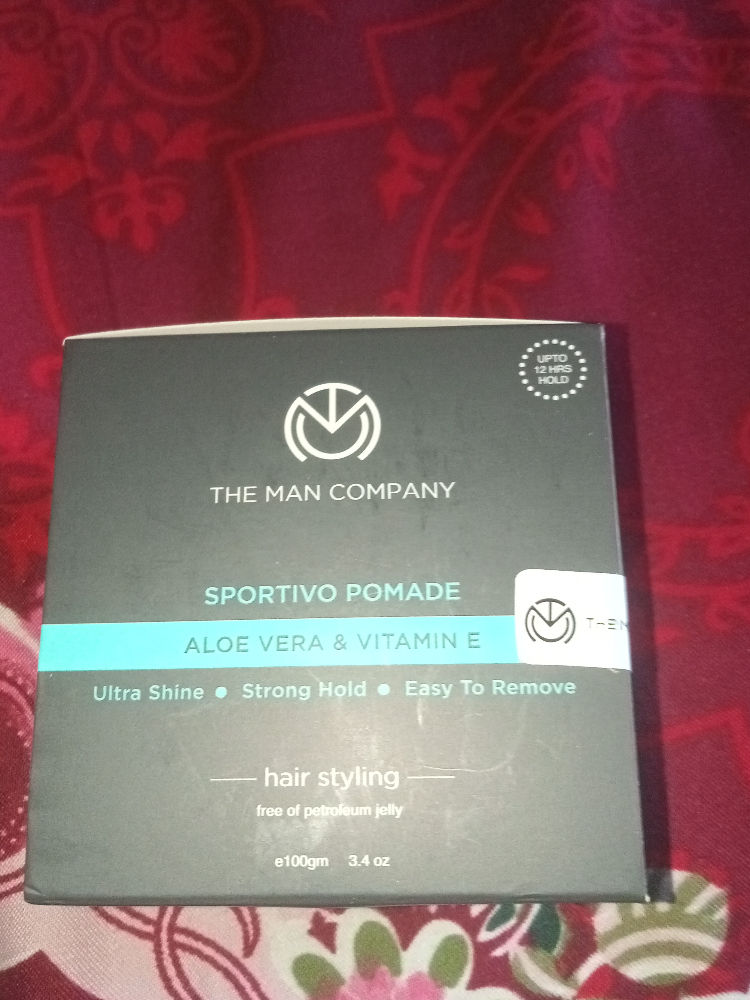 UPTO
12 HRS
HOLD
THE MAN COMPANY
SPORTIVO POMADE
ALOE VERA & VITAMIN E
Ultra Shine ● Strong Hold ● Easy To Remove
hair styling
free of petroleum jelly
e100gm 3.4 oz